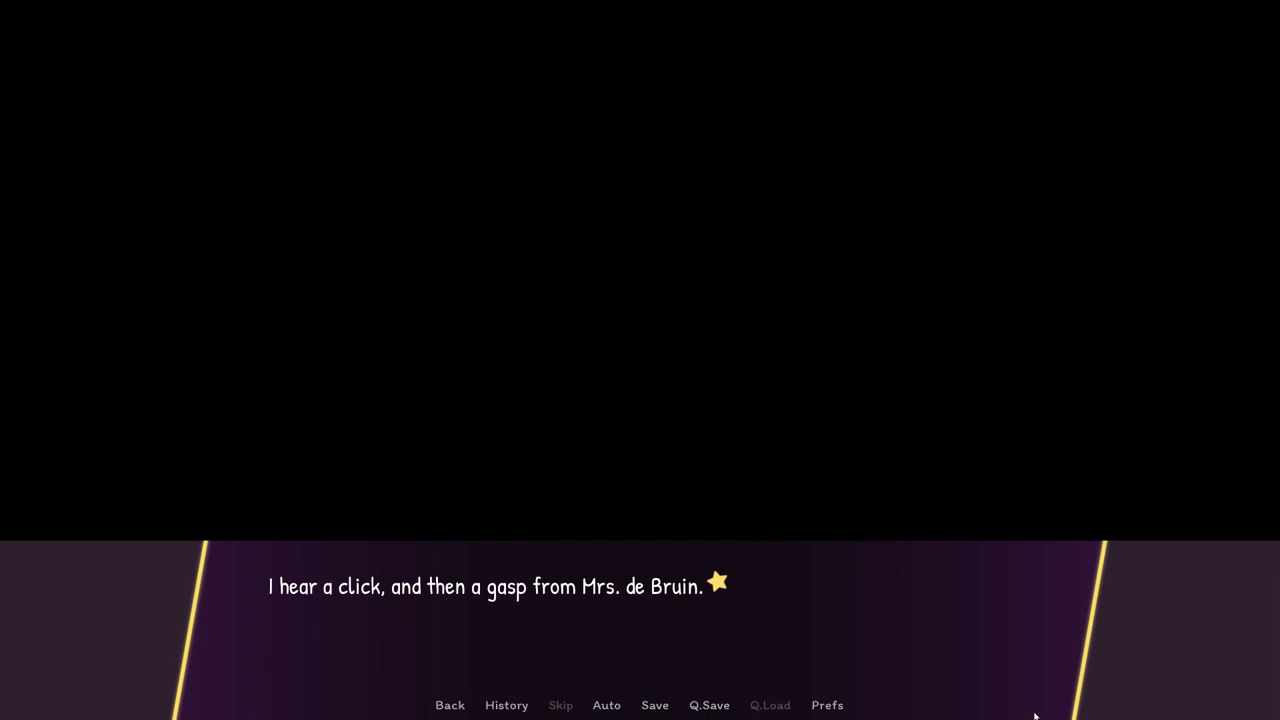 I hear a click, and then a gasp from Mrs. de Bruin.
Back History Skip Auto Save Q.Save Q.Load Prefs